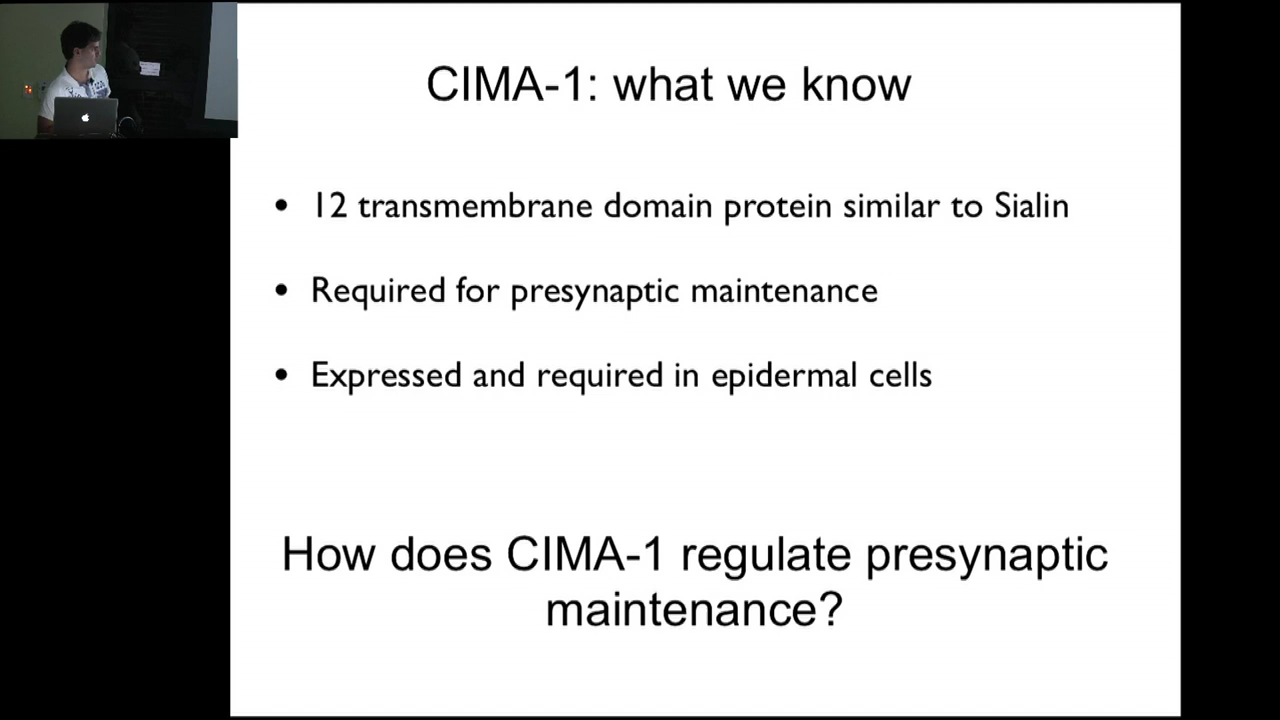 CIMA-1: what we know
• 12 transmembrane domain protein similar to Sialin
• Required for presynaptic maintenance
• Expressed and required in epidermal cells
How does CIMA-1 regulate presynaptic
maintenance?